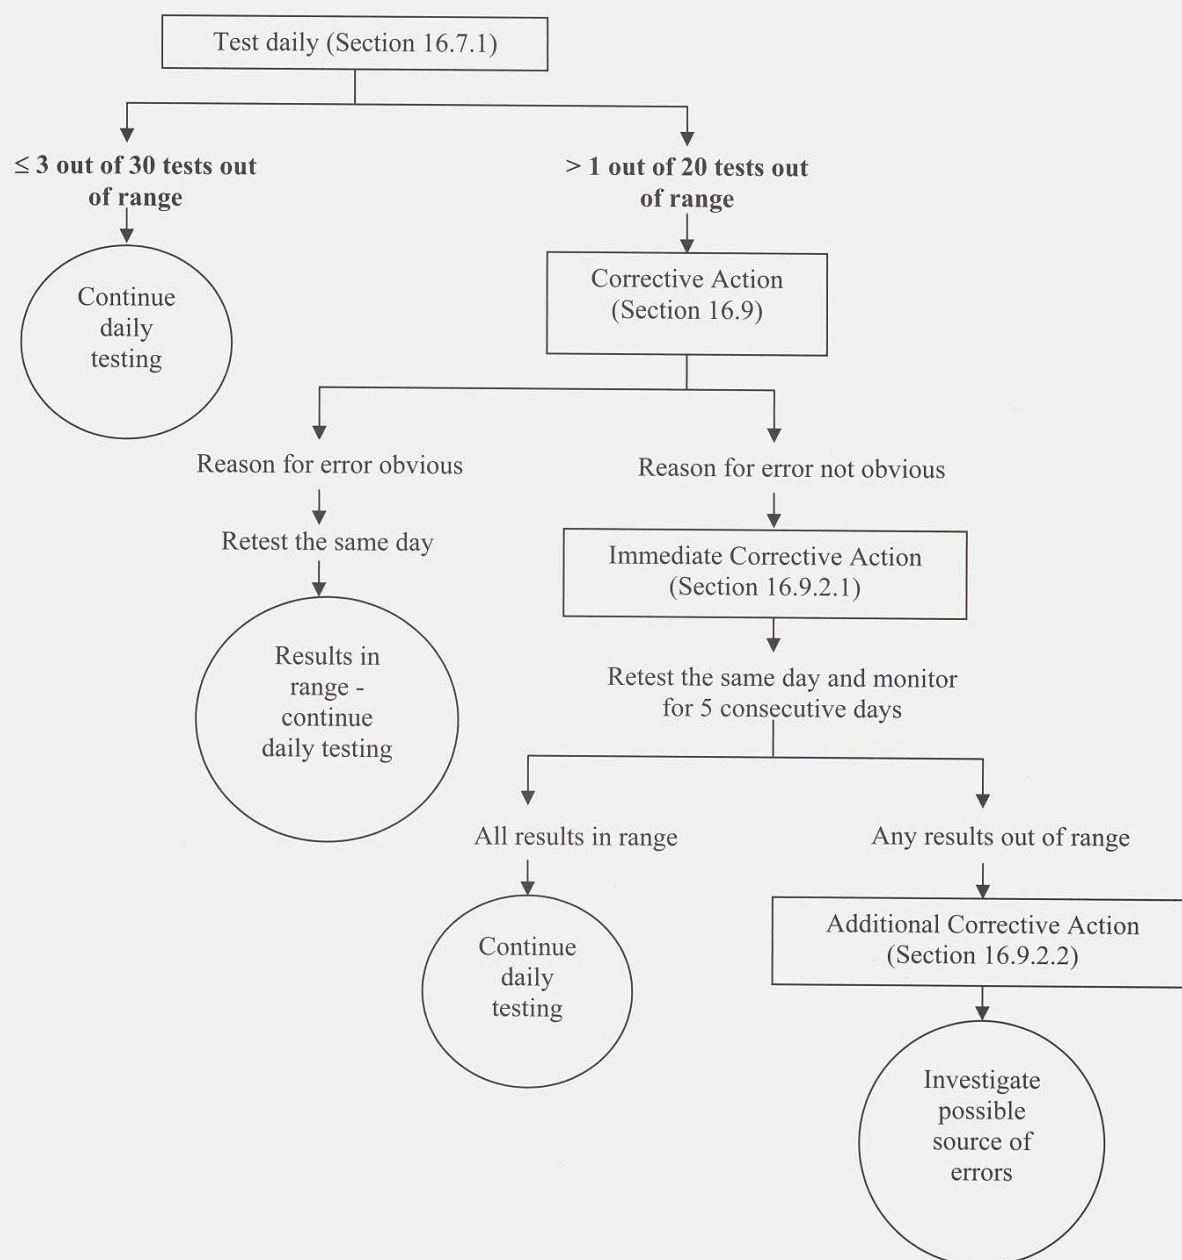 Test daily (Section 16.7.1)
≤ 3 out of 30 tests out
of range
> 1 out of 20 tests out
of range
Continue
daily
testing
Corrective Action
(Section 16.9)
Reason for error obvious
Reason for error not obvious
Retest the same day
Immediate Corrective Action
(Section 16.9.2.1)
Results in
range -
continue
daily testing
Retest the same day and monitor
for 5 consecutive days
All results in range
Any results out of range
Continue
daily
testing
Additional Corrective Action
(Section 16.9.2.2)
Investigate
possible
source of
errors